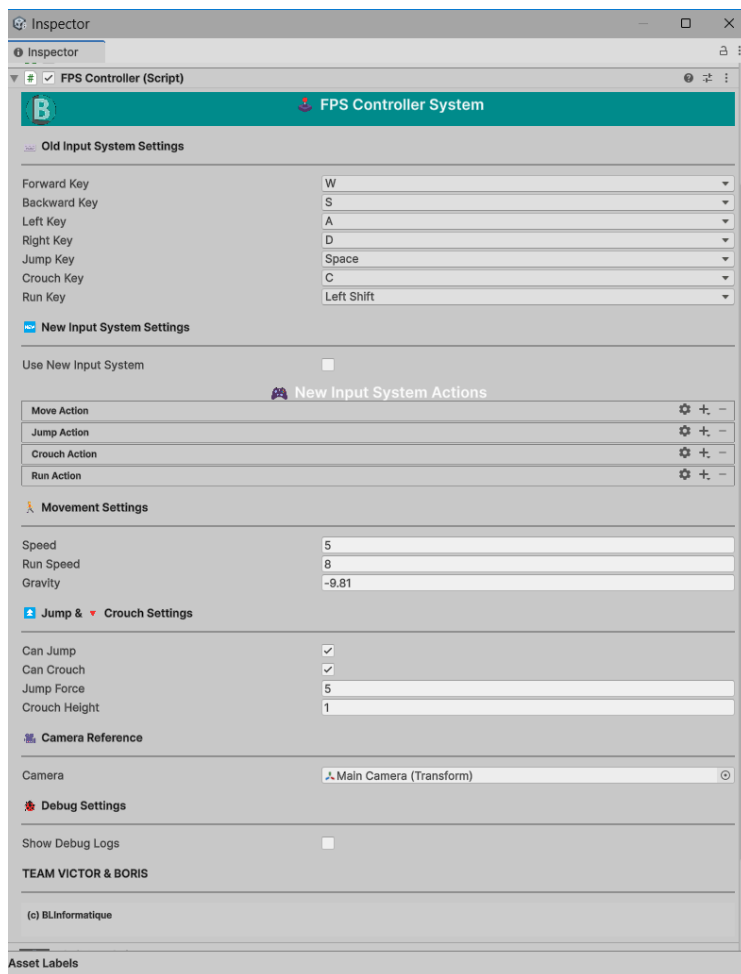 Inspector
Inspector
FPS Controller (Script)
B FPS Controller System
Old Input System Settings
Forward Key W
Backward Key S
Left Key A
Right Key D
Jump Key Space
Crouch Key C
Run Key Left Shift
New Input System Settings
Use New Input System
New Input System Actions
Move Action
Jump Action
Crouch Action
Run Action
Movement Settings
Speed 5
Run Speed 8
Gravity -9.81
Jump & Crouch Settings
Can Jump
Can Crouch
Jump Force 5
Crouch Height 1
Camera Reference
Camera Main Camera (Transform)
Debug Settings
Show Debug Logs
TEAM VICTOR & BORIS
(c) BLInformatique
Asset Labels